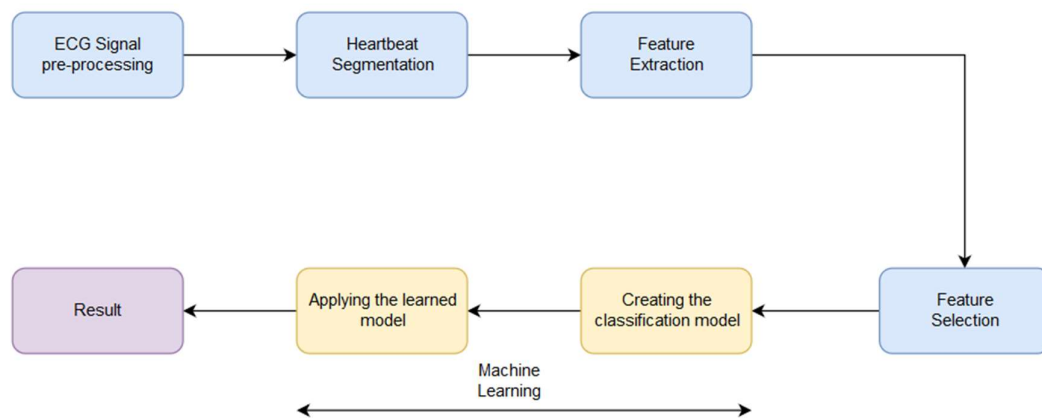 ECG Signal
pre-processing
Heartbeat
Segmentation
Feature
Extraction
Result
Applying the learned
model
Creating the
classification model
Feature
Selection
Machine
Learning